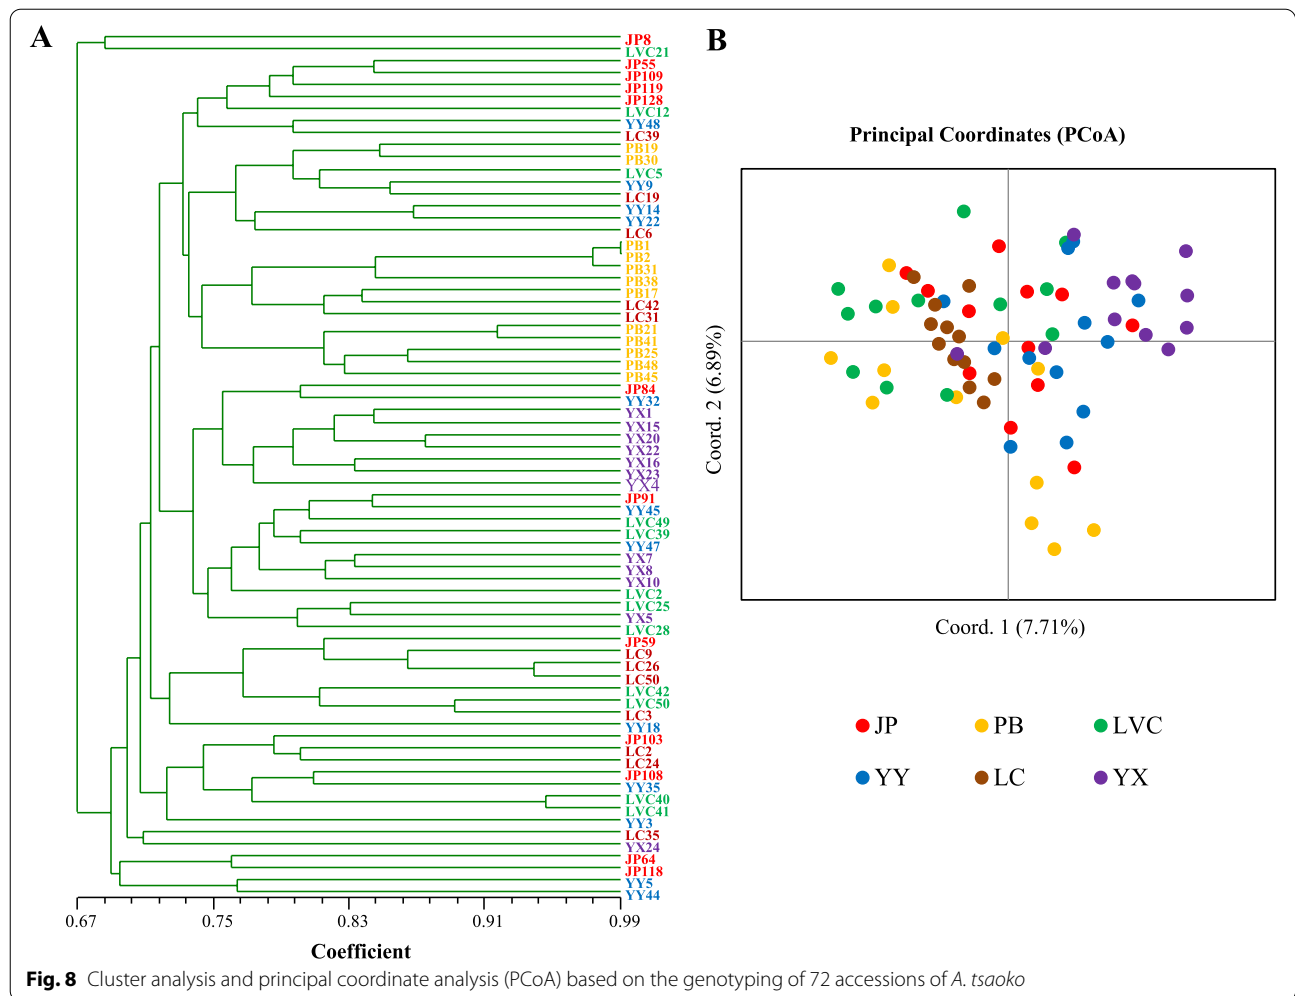 A
JP8
LVC21
JP55
JP109
JP119
JP128
LVC12
YY48
LC39
PB19
PB30
LVC5
YY9
LC19
YY14
YY22
LC6
PB1
PB2
PB31
PB38
PB17
LC42
LC31
PB21
PB41
PB25
PB48
PB45
JP84
YY32
YX1
YX15
YX20
YX22
YX16
YX23
YX4
JP91
YY45
LVC49
LVC39
YY47
YX7
YX8
YX10
LVC2
LVC25
YX5
LVC28
JP59
LC9
LC26
LC50
LVC42
LVC50
LC3
YY18
JP103
LC2
LC24
JP108
YY35
LVC40
LVC41
YY3
LC35
YX24
JP64
JP118
YY5
YY44
0.67 0.75 0.83 0.91 0.99
Coefficient
B
Principal Coordinates (PCoA)
Coord. 2 (6.89%)
Coord. 1 (7.71%)
JP PB LVC
YY LC YX
Fig. 8 Cluster analysis and principal coordinate analysis (PCoA) based on the genotyping of 72 accessions of A. tsaoko